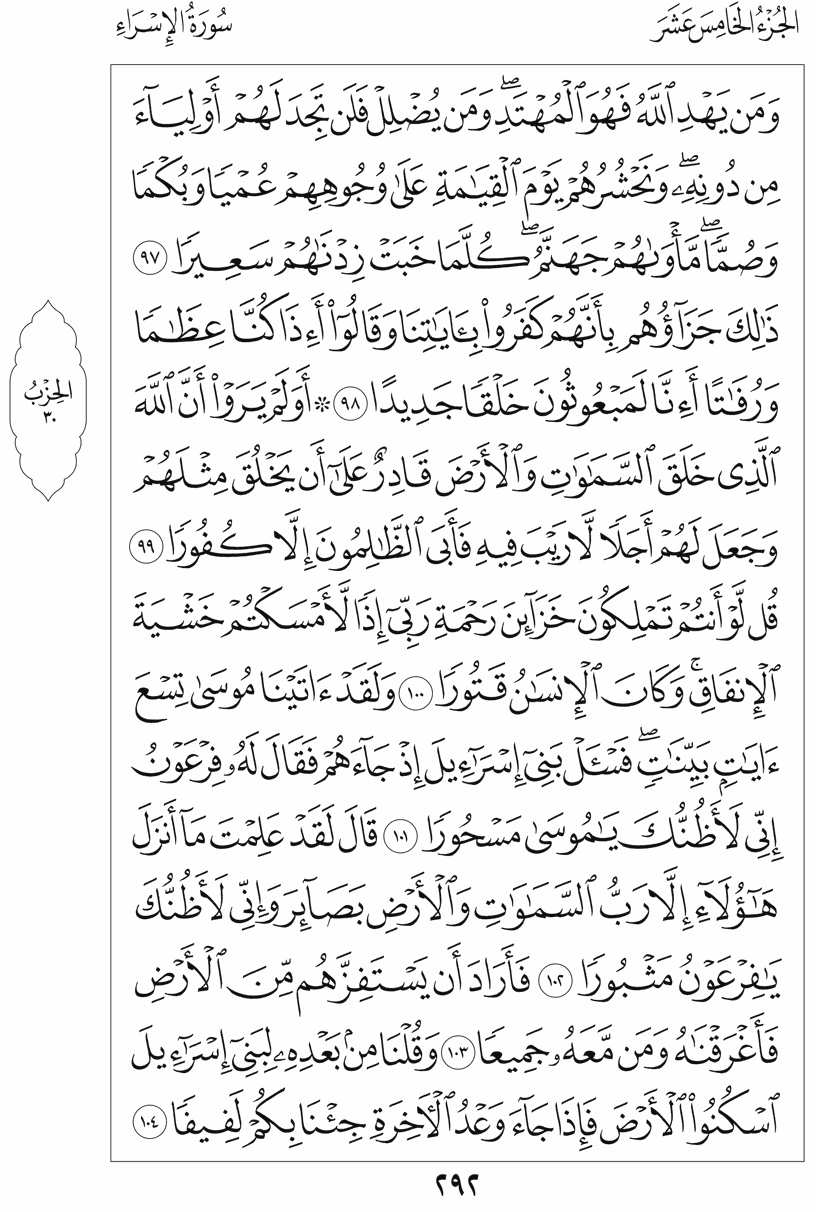 الجُزْءُ الخَامِسَ عَشَرَ
سُورَةُ الإِسْرَاءِ
وَمَن يَهْدِ ٱللَّهُ فَهُوَ ٱلْمُهْتَدِۖ وَمَن يُضْلِلْ فَلَن تَجِدَ لَهُمْ أَوْلِيَآءَ
مِن دُونِهِۦۖ وَنَحْشُرُهُمْ يَوْمَ ٱلْقِيَٰمَةِ عَلَىٰ وُجُوهِهِمْ عُمْيًا وَبُكْمًا
وَصُمًّاۖ مَّأْوَىٰهُمْ جَهَنَّمُۖ كُلَّمَا خَبَتْ زِدْنَٰهُمْ سَعِيرًا ٩٧
ذَٰلِكَ جَزَآؤُهُم بِأَنَّهُمْ كَفَرُوا۟ بِـَٔايَٰتِنَا وَقَالُوٓا۟ أَءِذَا كُنَّا عِظَٰمًا
وَرُفَٰتًا أَءِنَّا لَمَبْعُوثُونَ خَلْقًا جَدِيدًا ٩٨ ۞ أَوَلَمْ يَرَوْا۟ أَنَّ ٱللَّهَ
ٱلَّذِى خَلَقَ ٱلسَّمَٰوَٰتِ وَٱلْأَرْضَ قَادِرٌ عَلَىٰٓ أَن يَخْلُقَ مِثْلَهُمْ
وَجَعَلَ لَهُمْ أَجَلًا لَّا رَيْبَ فِيهِ فَأَبَى ٱلظَّٰلِمُونَ إِلَّا كُفُورًا ٩٩
قُل لَّوْ أَنتُمْ تَمْلِكُونَ خَزَآئِنَ رَحْمَةِ رَبِّىٓ إِذًا لَّأَمْسَكْتُمْ خَشْيَةَ
ٱلْإِنفَاقِۚ وَكَانَ ٱلْإِنسَٰنُ قَتُورًا ١٠٠ وَلَقَدْ ءَاتَيْنَا مُوسَىٰ تِسْعَ
ءَايَٰتٍۭ بَيِّنَٰتٍۖ فَسْـَٔلْ بَنِىٓ إِسْرَٰٓءِيلَ إِذْ جَآءَهُمْ فَقَالَ لَهُۥ فِرْعَوْنُ
إِنِّى لَأَظُنُّكَ يَٰمُوسَىٰ مَسْحُورًا ١٠١ قَالَ لَقَدْ عَلِمْتَ مَآ أَنزَلَ
هَٰٓؤُلَآءِ إِلَّا رَبُّ ٱلسَّمَٰوَٰتِ وَٱلْأَرْضِ بَصَآئِرَ وَإِنِّى لَأَظُنُّكَ
يَٰفِرْعَوْنُ مَثْبُورًا ١٠٢ فَأَرَادَ أَن يَسْتَفِزَّهُم مِّنَ ٱلْأَرْضِ
فَأَغْرَقْنَٰهُ وَمَن مَّعَهُۥ جَمِيعًا ١٠٣ وَقُلْنَا مِنۢ بَعْدِهِۦ لِبَنِىٓ إِسْرَٰٓءِيلَ
ٱسْكُنُوا۟ ٱلْأَرْضَ فَإِذَا جَآءَ وَعْدُ ٱلْءَاخِرَةِ جِئْنَا بِكُمْ لَفِيفًا ١٠٤
الحِزْبُ
٣٠
٢٩٢